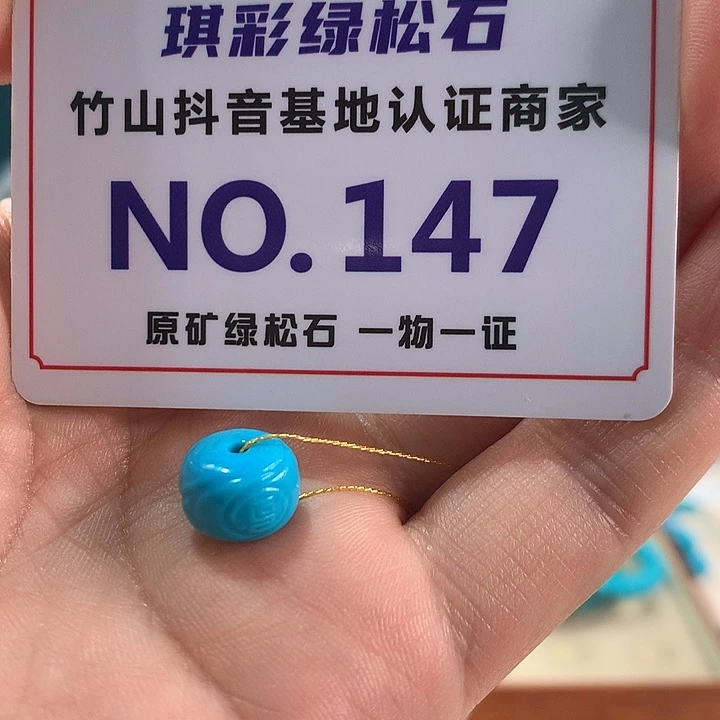 琪彩绿松石
竹山抖音基地认证商家
NO.147
原矿绿松石 一物一证